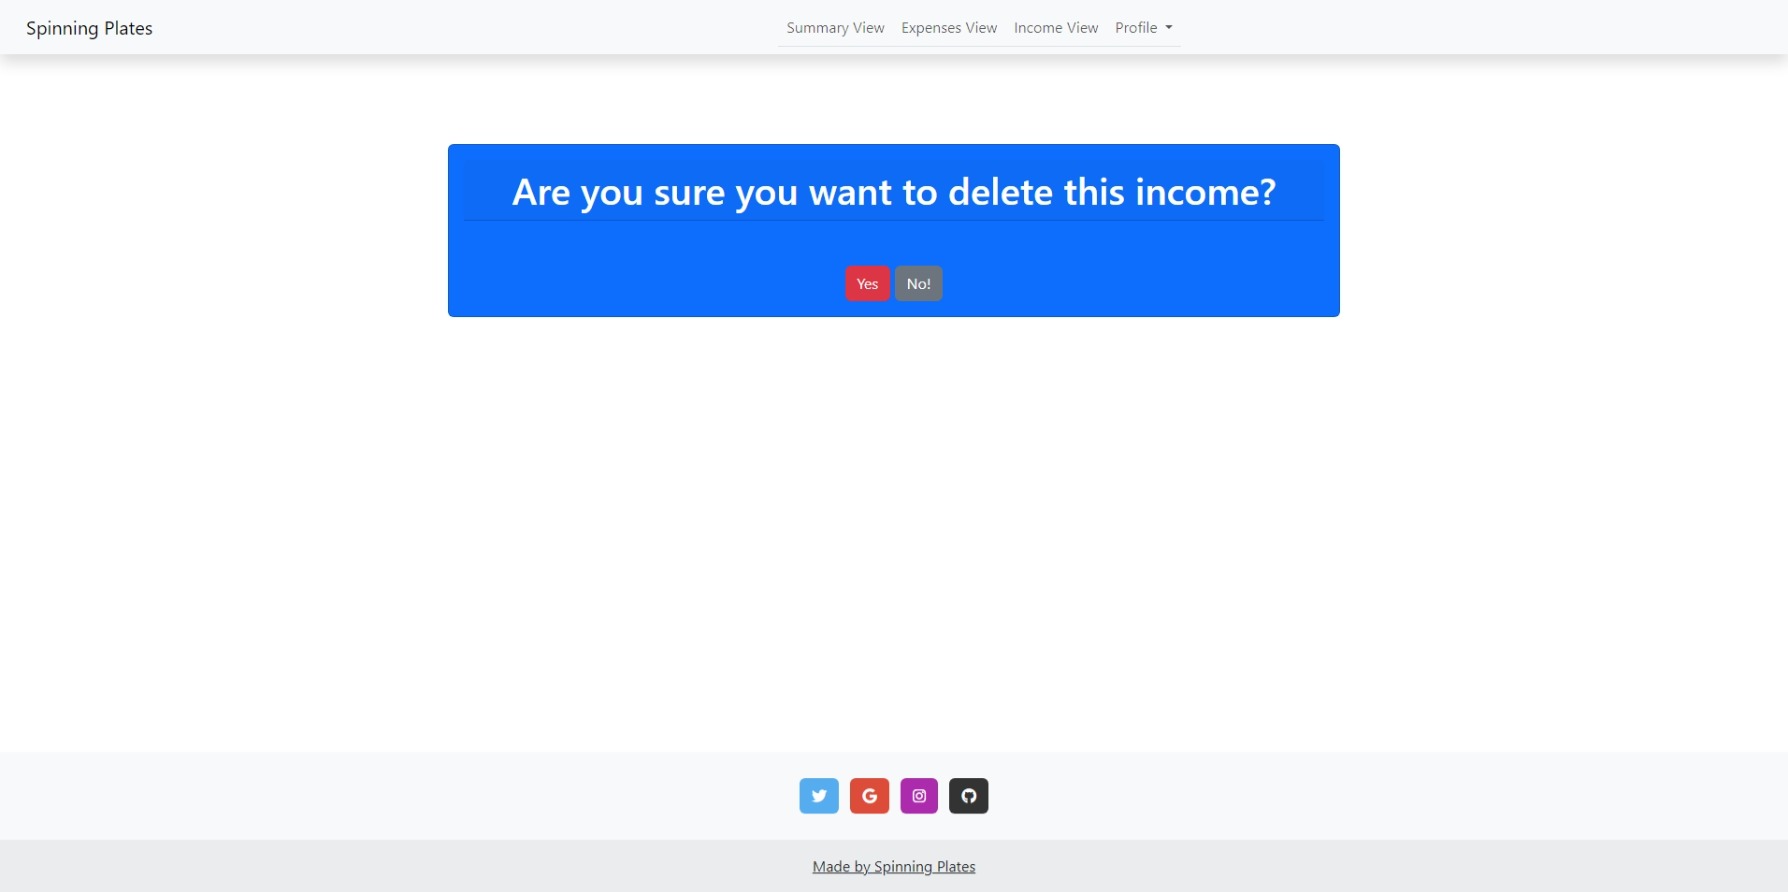 Spinning Plates
Summary View Expenses View Income View Profile
Are you sure you want to delete this income?
Yes No!
Made by Spinning Plates